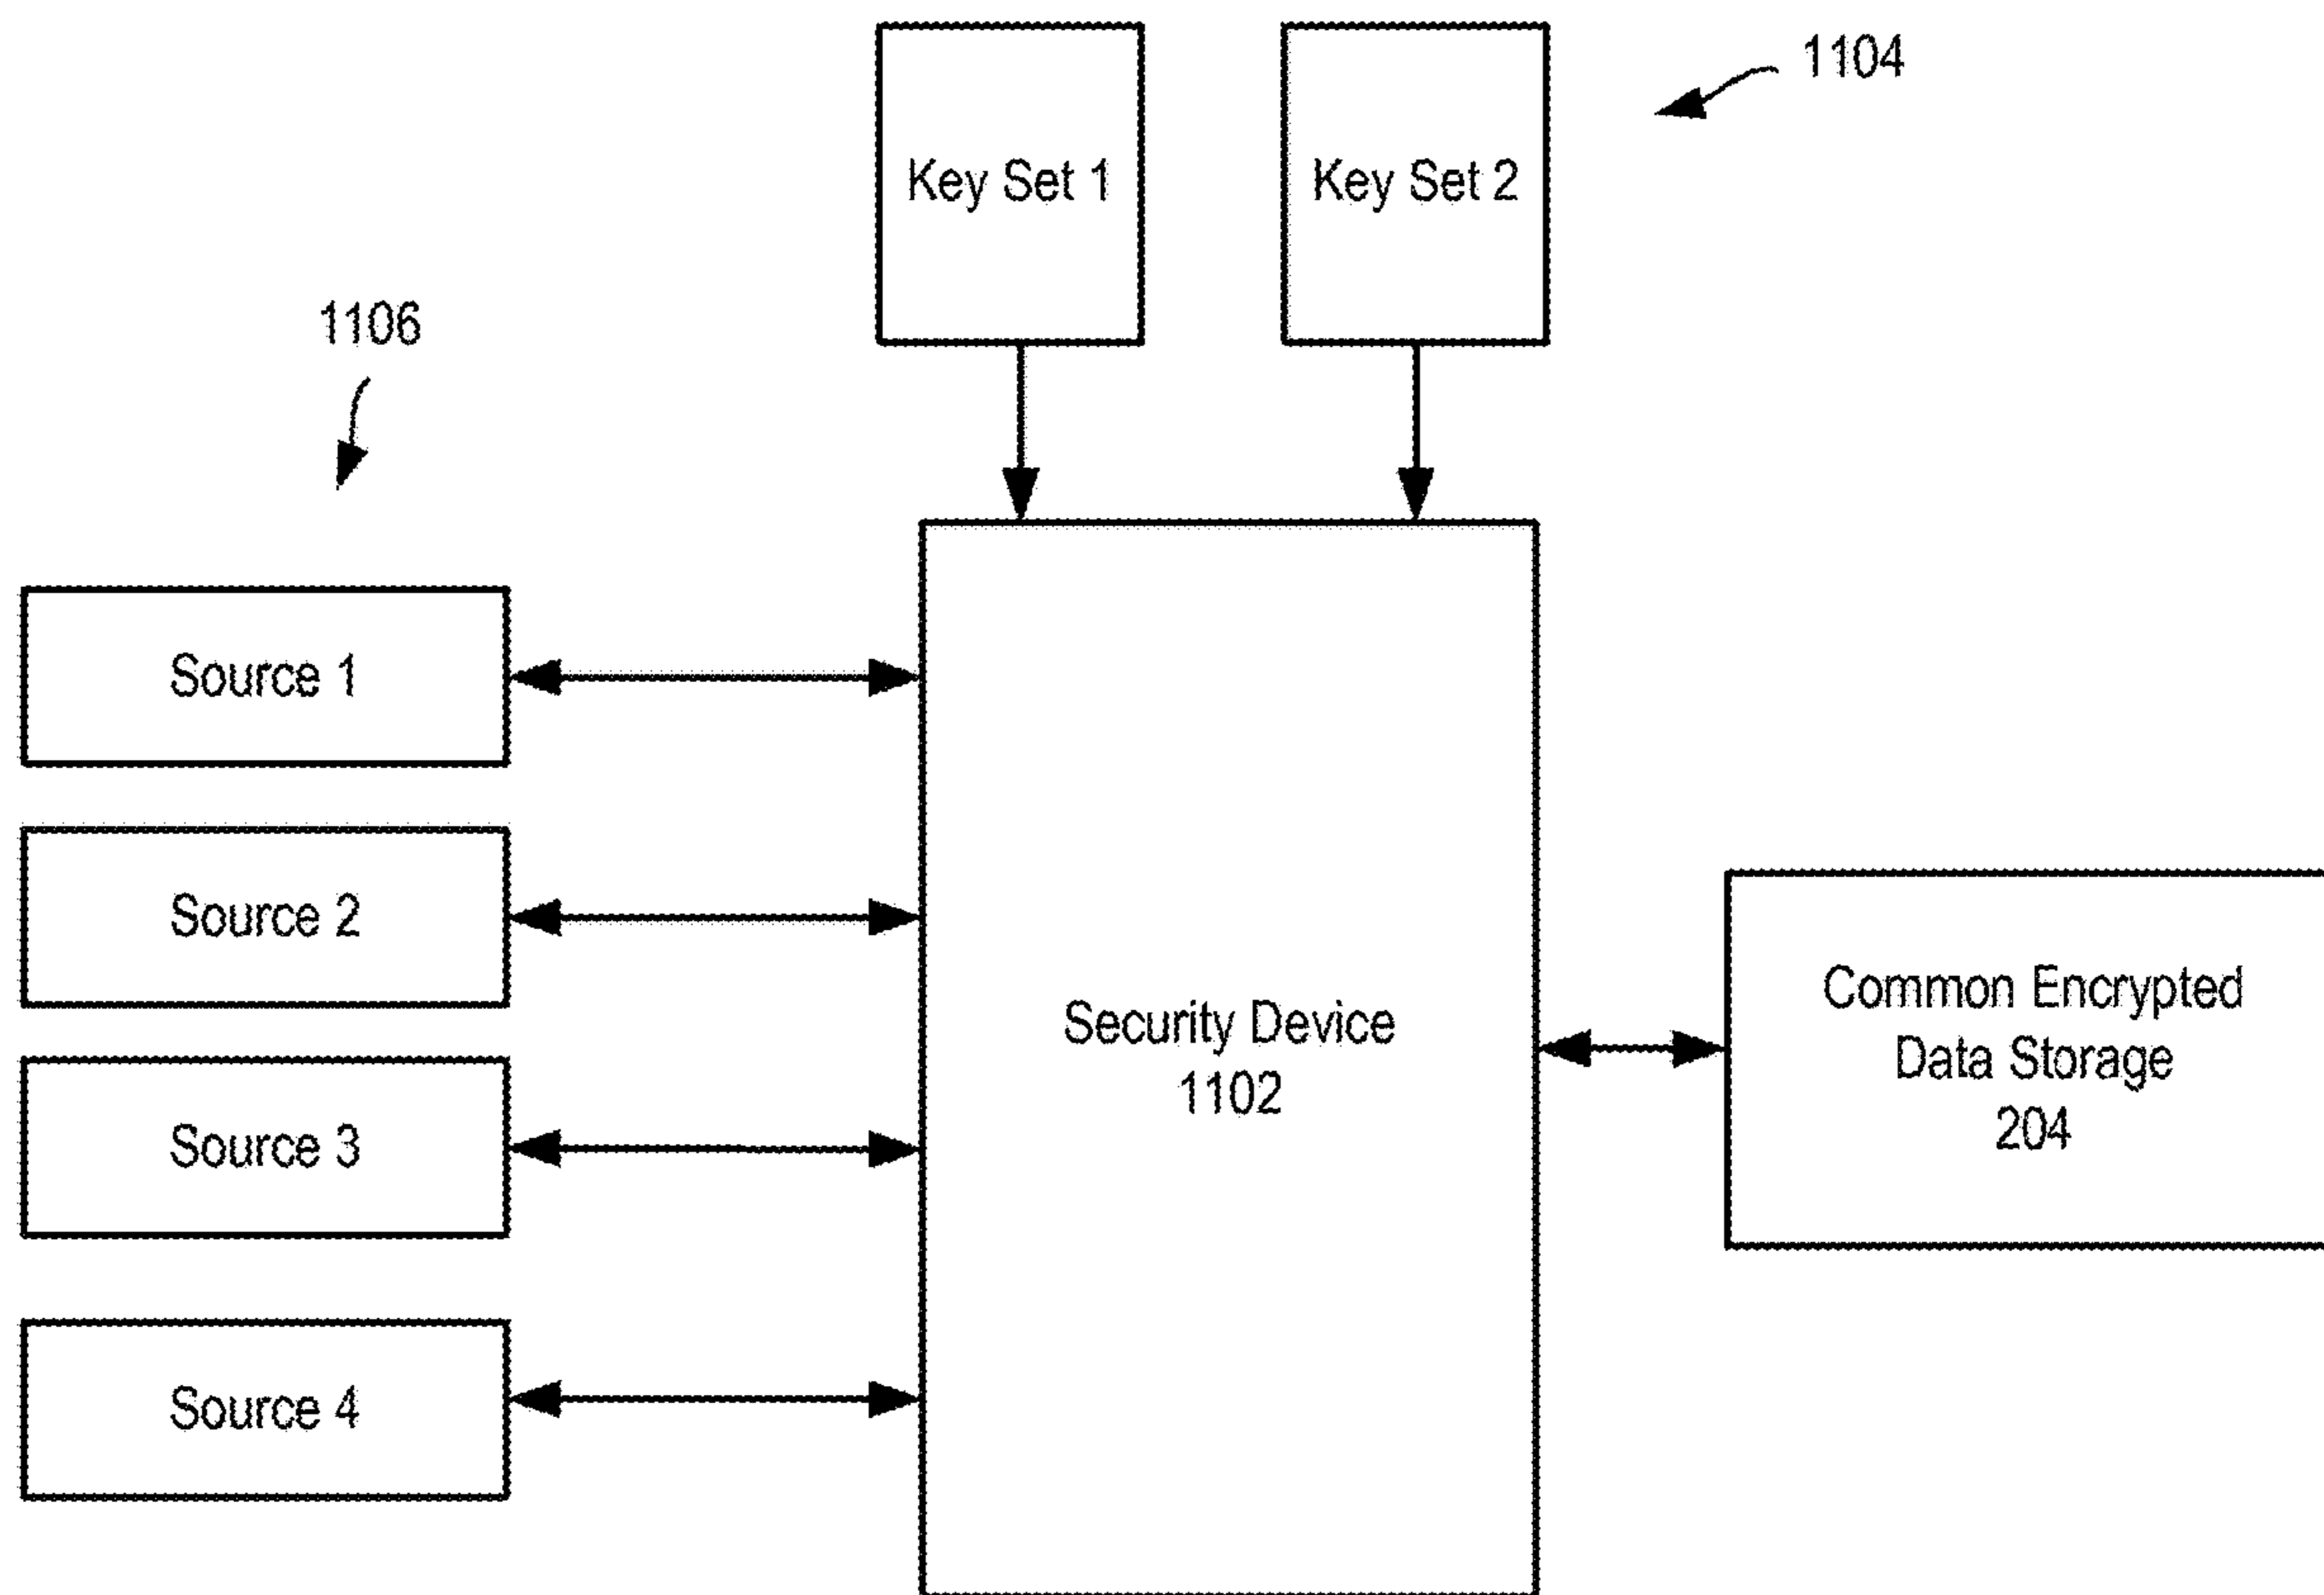 1104
Key Set 1
Key Set 2
1106
Source 1
Source 2
Source 3
Source 4
Security Device
1102
Common Encrypted
Data Storage
204